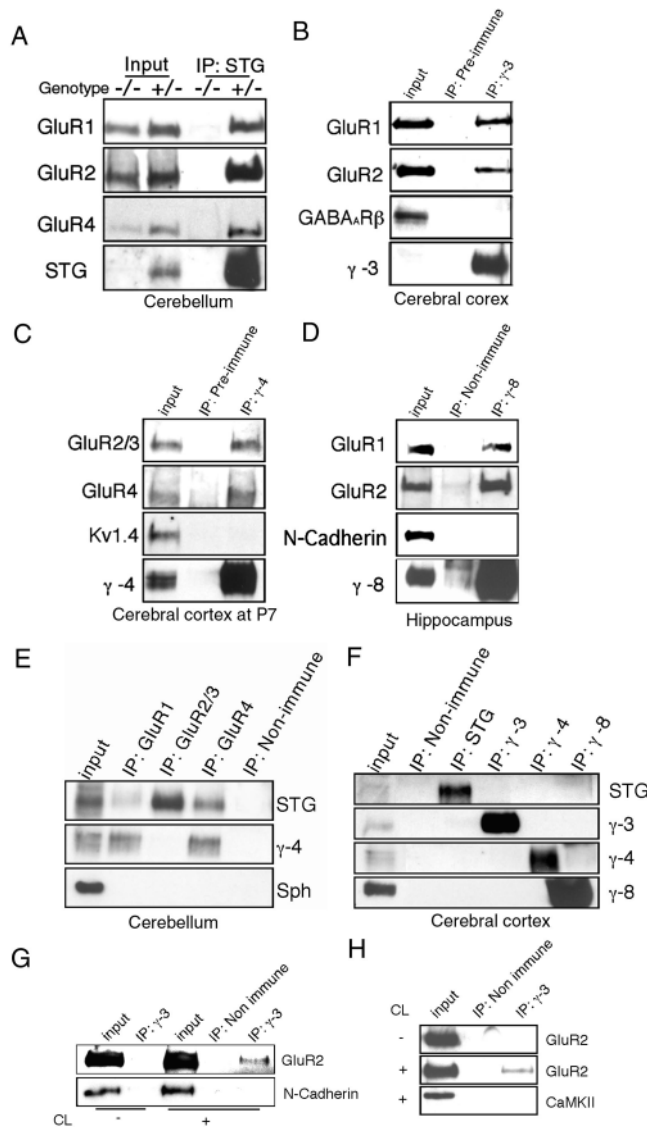 A
Input IP: STG
Genotype -/- +/- -/- +/-
GluR1
GluR2
GluR4
STG
Cerebellum
B
input
IP: Pre-immune
IP: γ-3
GluR1
GluR2
GABAARβ
γ -3
Cerebral corex
C
input
IP: Pre-immune
IP: γ-4
GluR2/3
GluR4
Kv1.4
γ -4
Cerebral cortex at P7
D
input
IP: Non-immune
IP: γ-8
GluR1
GluR2
N-Cadherin
γ -8
Hippocampus
E
input
IP: GluR1
IP: GluR2/3
IP: GluR4
IP: Non-immune
STG
γ-4
Sph
Cerebellum
F
input
IP: Non-immune
IP: STG
IP: γ-3
IP: γ-4
IP: γ-8
STG
γ-3
γ-4
γ-8
Cerebral cortex
G
input
IP: γ-3
input
IP: Non immune
IP: γ-3
GluR2
N-Cadherin
CL - +
H
CL
input
IP: Non immune
IP: γ-3
- GluR2
+ GluR2
+ CaMKII